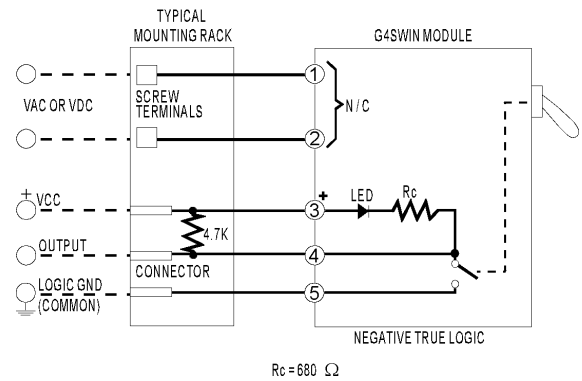 TYPICAL
MOUNTING RACK
G4SWIN MODULE
VAC OR VDC
SCREW
TERMINALS
1
2
N / C
+
VCC
3
+
LED
Rc
4.7K
OUTPUT
4
CONNECTOR
LOGIC GND
(COMMON)
5
NEGATIVE TRUE LOGIC
Rc = 680 Ω